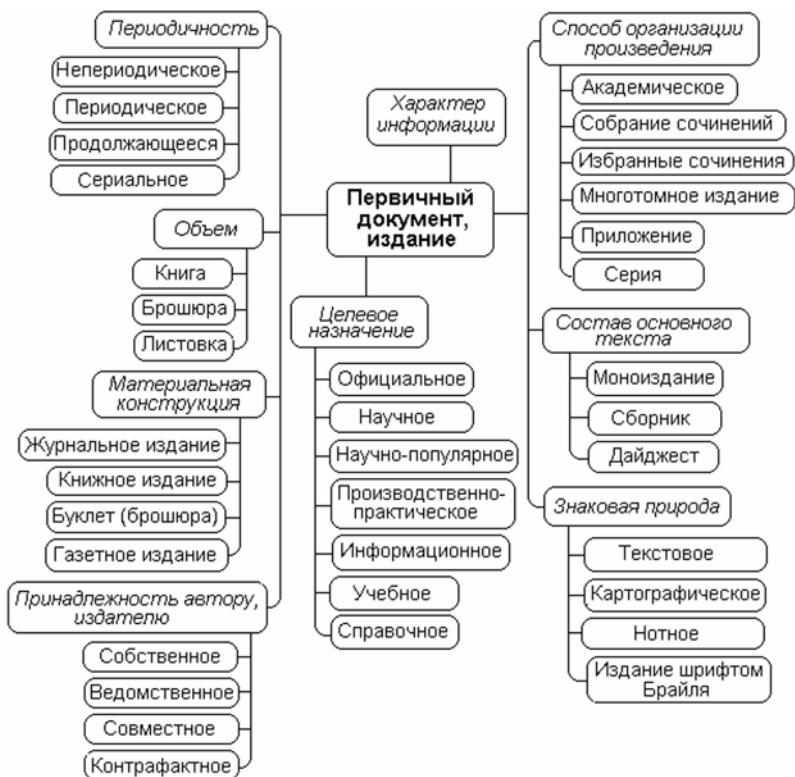 Периодичность
Непериодическое
Периодическое
Продолжающееся
Сериальное
Объем
Книга
Брошюра
Листовка
Материальная
конструкция
Журнальное издание
Книжное издание
Буклет (брошюра)
Газетное издание
Принадлежность автору,
издателю
Собственное
Ведомственное
Совместное
Контрафактное
Характер
информации
Первичный
документ,
издание
Целевое
назначение
Официальное
Научное
Научно-популярное
Производственно-
практическое
Информационное
Учебное
Справочное
Способ организации
произведения
Академическое
Собрание сочинений
Избранные сочинения
Многотомное издание
Приложение
Серия
Состав основного
текста
Моноиздание
Сборник
Дайджест
Знаковая природа
Текстовое
Картографическое
Нотное
Издание шрифтом
Брайля